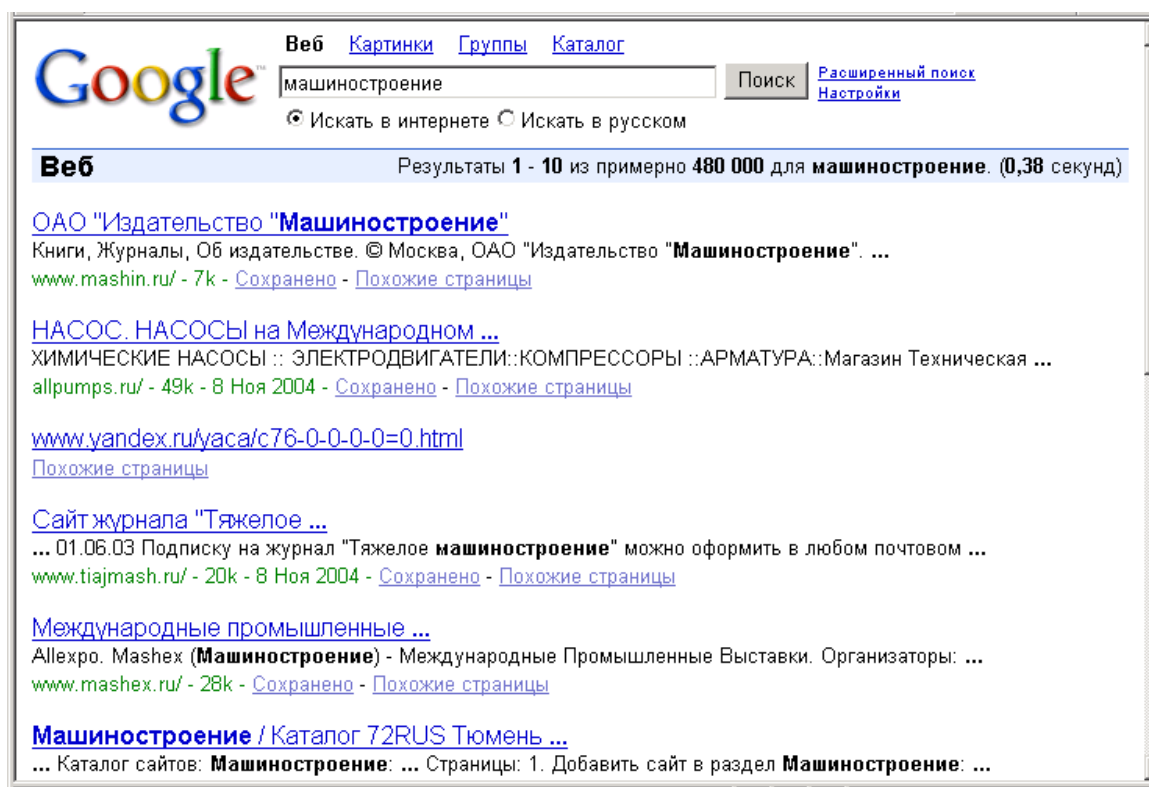 Веб Картинки Группы Каталог
Google™
машиностроение Поиск Расширенный поиск
Настройки
Искать в интернете Искать в русском
Веб Результаты 1 - 10 из примерно 480 000 для машиностроение. (0,38 секунд)
ОАО "Издательство "Машиностроение"
Книги, Журналы, Об издательстве. © Москва, ОАО "Издательство "Машиностроение". ...
www.mashin.ru/ - 7k - Сохранено - Похожие страницы
НАСОС. НАСОСЫ на Международном ...
ХИМИЧЕСКИЕ НАСОСЫ :: ЭЛЕКТРОДВИГАТЕЛИ::КОМПРЕССОРЫ ::АРМАТУРА::Магазин Техническая ...
allpumps.ru/ - 49k - 8 Ноя 2004 - Сохранено - Похожие страницы
www.yandex.ru/yaca/c76-0-0-0-0=0.html
Похожие страницы
Сайт журнала "Тяжелое ...
... 01.06.03 Подписку на журнал "Тяжелое машиностроение" можно оформить в любом почтовом ...
www.tiajmash.ru/ - 20k - 8 Ноя 2004 - Сохранено - Похожие страницы
Международные промышленные ...
Allexpo. Mashex (Машиностроение) - Международные Промышленные Выставки. Организаторы: ...
www.mashex.ru/ - 28k - Сохранено - Похожие страницы
Машиностроение / Каталог 72RUS Тюмень ...
... Каталог сайтов: Машиностроение: ... Страницы: 1. Добавить сайт в раздел Машиностроение: ...